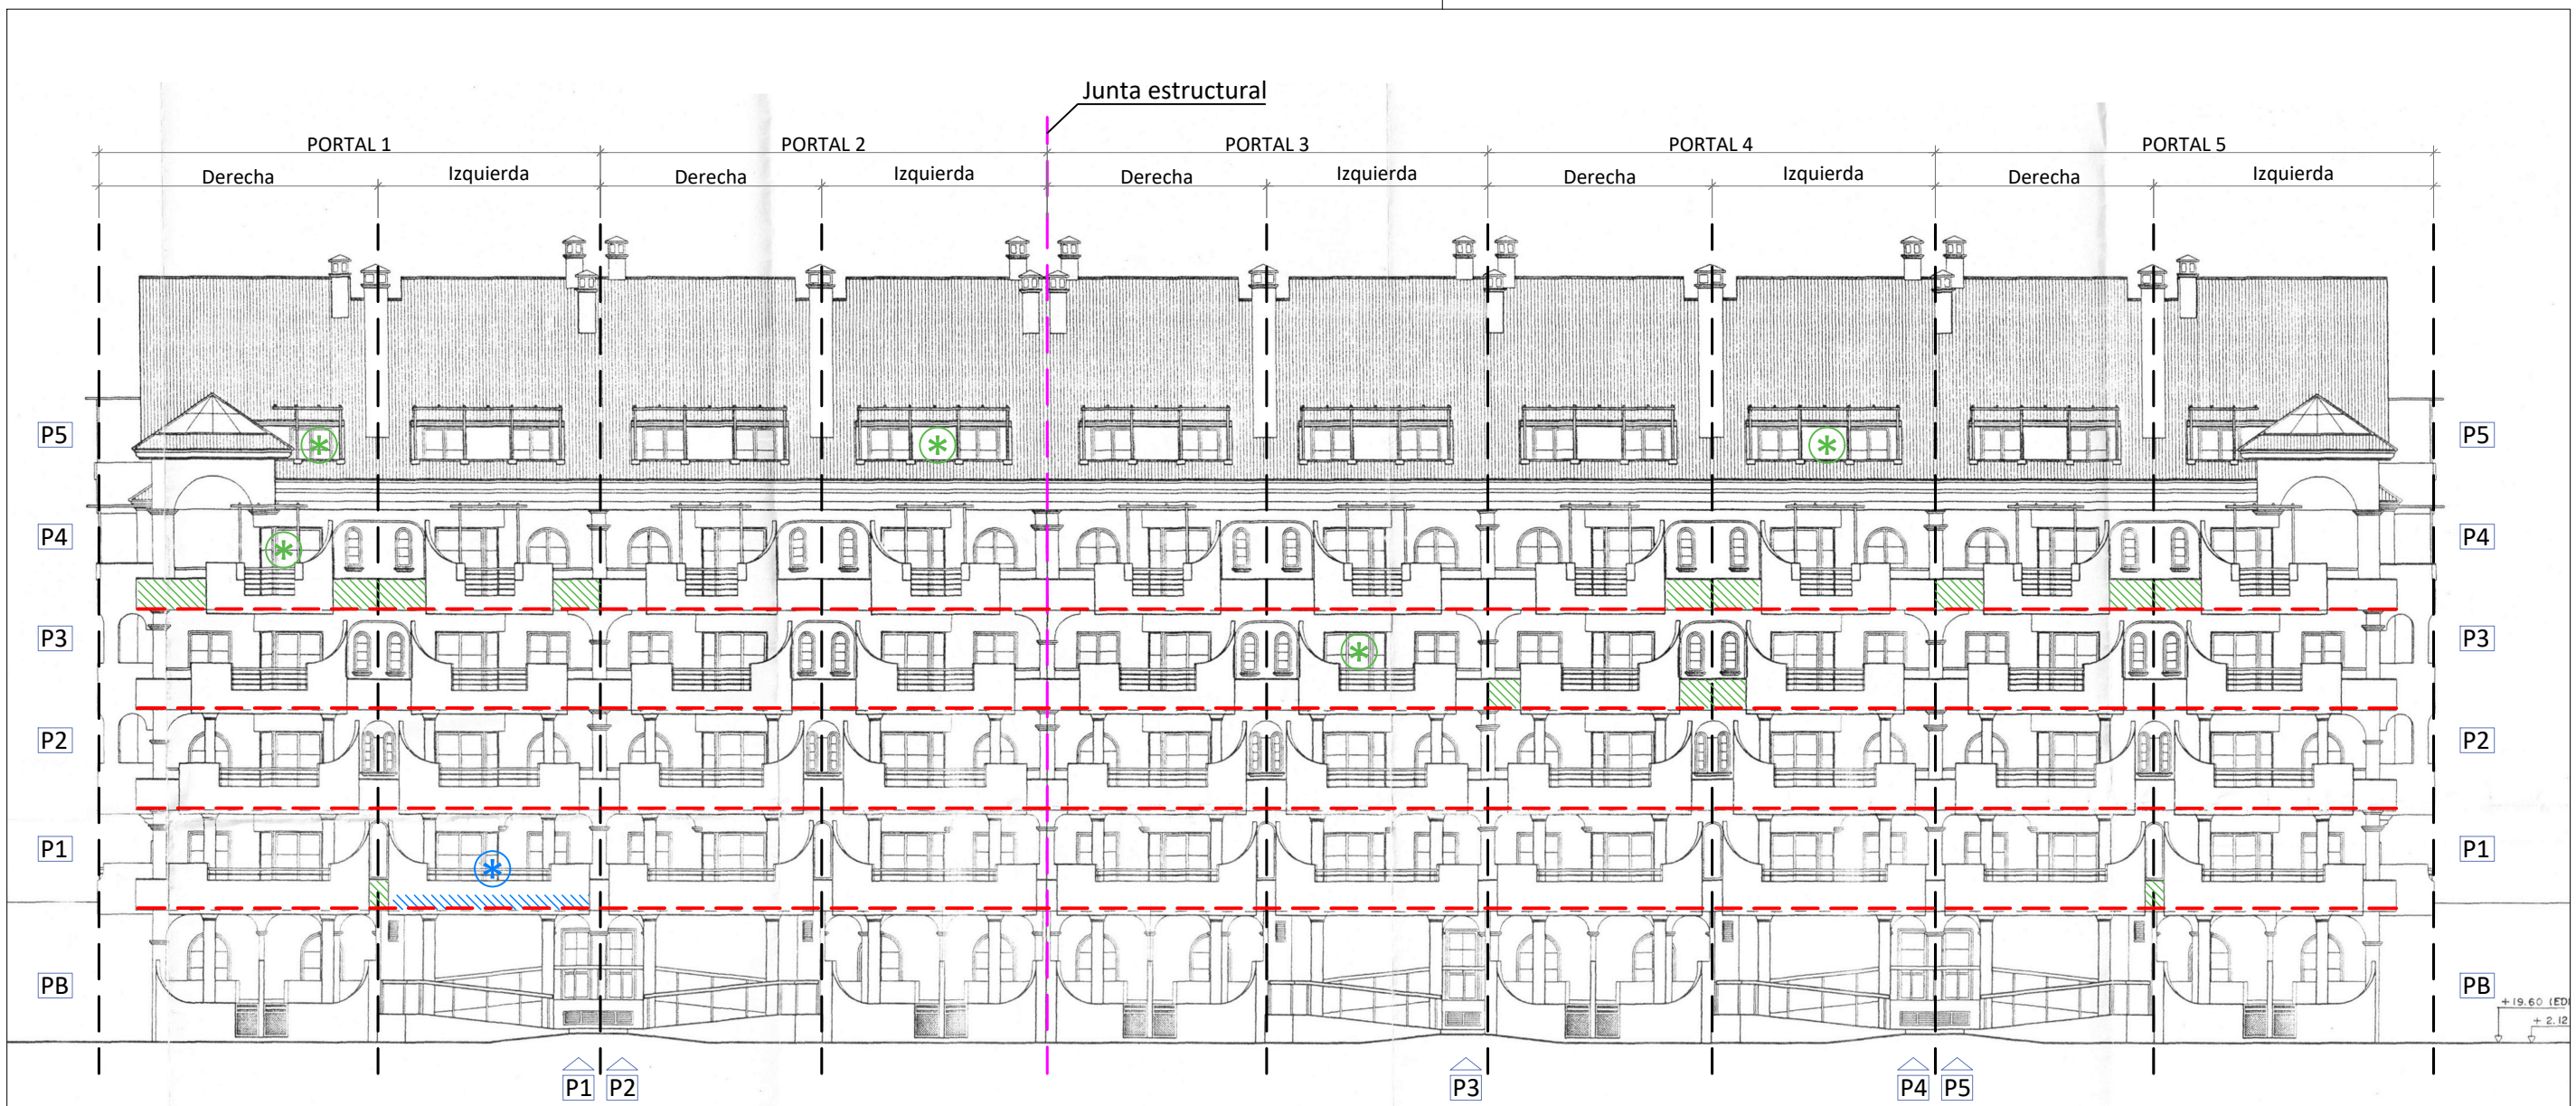 Junta estructural
PORTAL 1 PORTAL 2 PORTAL 3 PORTAL 4 PORTAL 5
Derecha Izquierda Derecha Izquierda Derecha Izquierda Derecha Izquierda Derecha Izquierda
P5 P5
P4 P4
P3 P3
P2 P2
P1 P1
PB PB
+19.60 (EDI
+ 2.12
P1 P2 P3 P4 P5